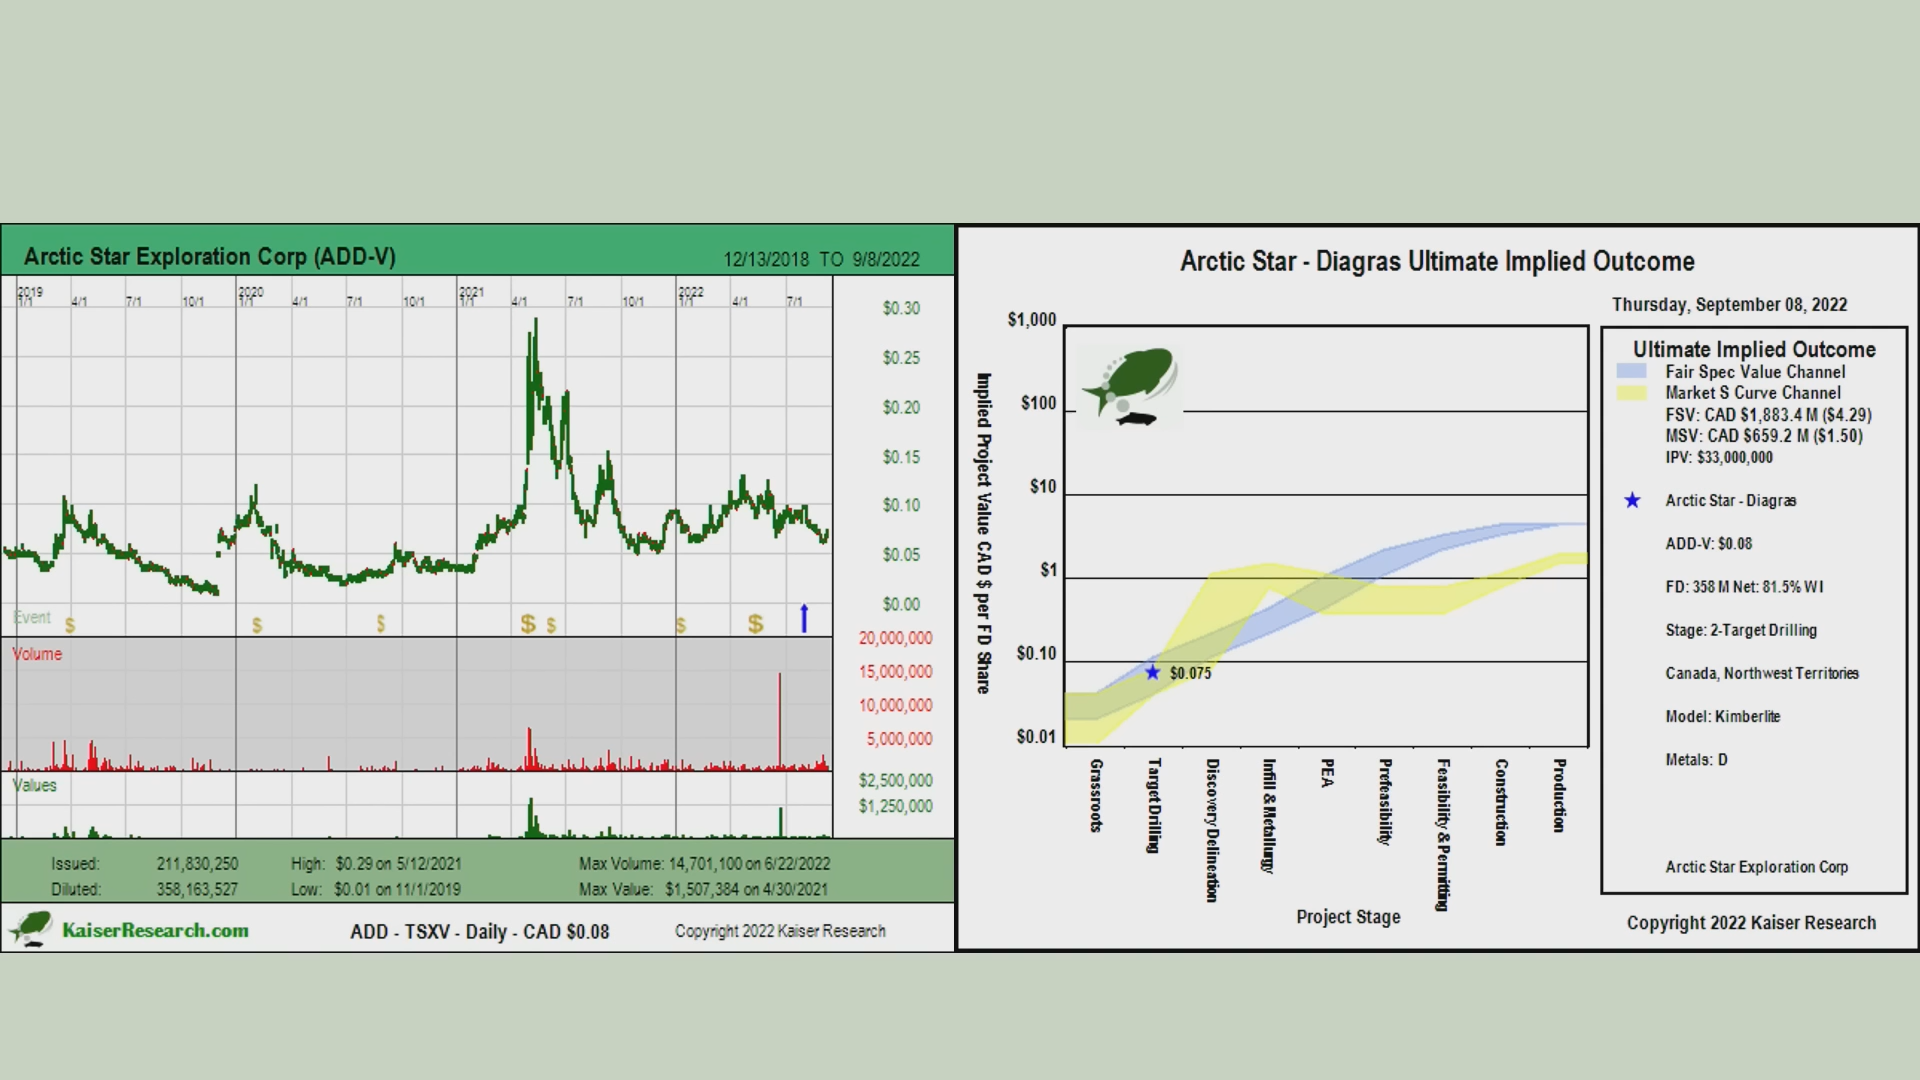 Arctic Star Exploration Corp (ADD-V)
12/13/2018 TO 9/8/2022
2019 2020 2021 2022
1/1 4/1 7/1 10/1 1/1 4/1 7/1 10/1 1/1 4/1 7/1 10/1 1/1 4/1 7/1
$0.30
$0.25
$0.20
$0.15
$0.10
$0.05
$0.00
Event
$ $ $ $ $ $ $
Volume
20,000,000
15,000,000
10,000,000
5,000,000
Values
$2,500,000
$1,250,000
Issued: 211,830,250 High: $0.29 on 5/12/2021 Max Volume: 14,701,100 on 6/22/2022
Diluted: 358,163,527 Low: $0.01 on 11/1/2019 Max Value: $1,507,384 on 4/30/2021
KaiserResearch.com
ADD - TSXV - Daily - CAD $0.08
Copyright 2022 Kaiser Research
Arctic Star - Diagras Ultimate Implied Outcome
Thursday, September 08, 2022
Implied Project Value CAD $ per FD Share
$1,000
$100
$10
$1
$0.10
$0.01
$0.075
Grassroots
Target Drilling
Discovery Delineation
Infill & Metallurgy
PEA
Prefeasibility
Feasibility & Permitting
Construction
Production
Project Stage
Ultimate Implied Outcome
Fair Spec Value Channel
Market S Curve Channel
FSV: CAD $1,883.4 M ($4.29)
MSV: CAD $659.2 M ($1.50)
IPV: $33,000,000
Arctic Star - Diagras
ADD-V: $0.08
FD: 358 M Net: 81.5% WI
Stage: 2-Target Drilling
Canada, Northwest Territories
Model: Kimberlite
Metals: D
Arctic Star Exploration Corp
Copyright 2022 Kaiser Research